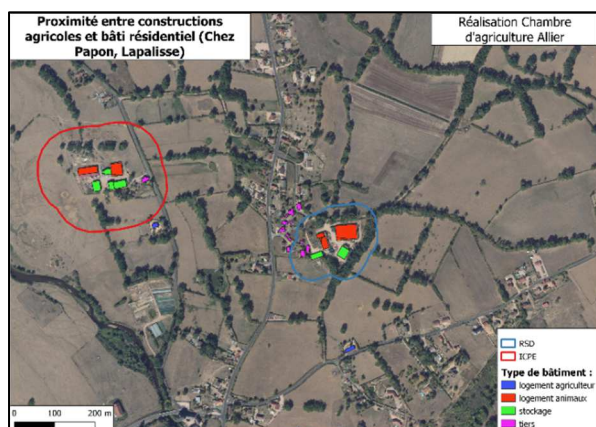 Proximité entre constructions
agricoles et bâti résidentiel (Chez
Papon, Lapalisse)
Réalisation Chambre
d'agriculture Allier
RSD
ICPE
Type de bâtiment :
logement agriculteur
logement animaux
stockage
tiers
0 100 200 m